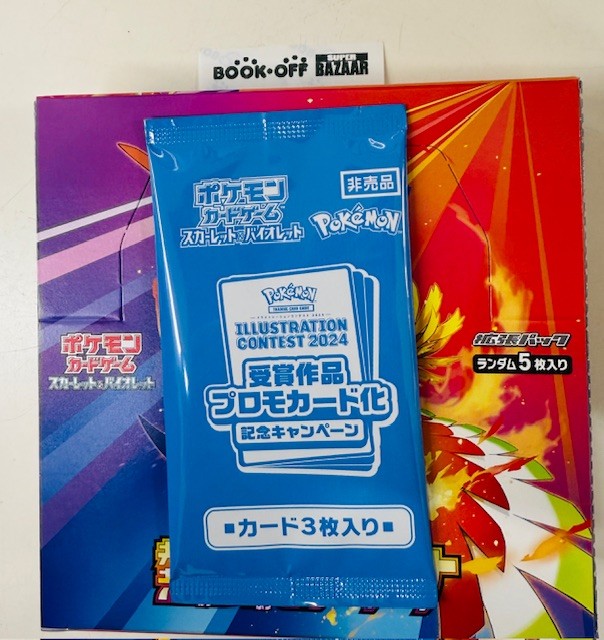 BOOK・OFF SUPER BAZAAR
ポケモン
カードゲーム
スカーレット&バイオレット
非売品
Pokémon
Pokémon
TRADING CARD GAME
ILLUSTRATION
CONTEST 2024
受賞作品
プロモカード化
記念キャンペーン
■カード3枚入り■
ポケモン
カードゲーム
スカーレット&バイオレット
拡張パック
ランダム5枚入り